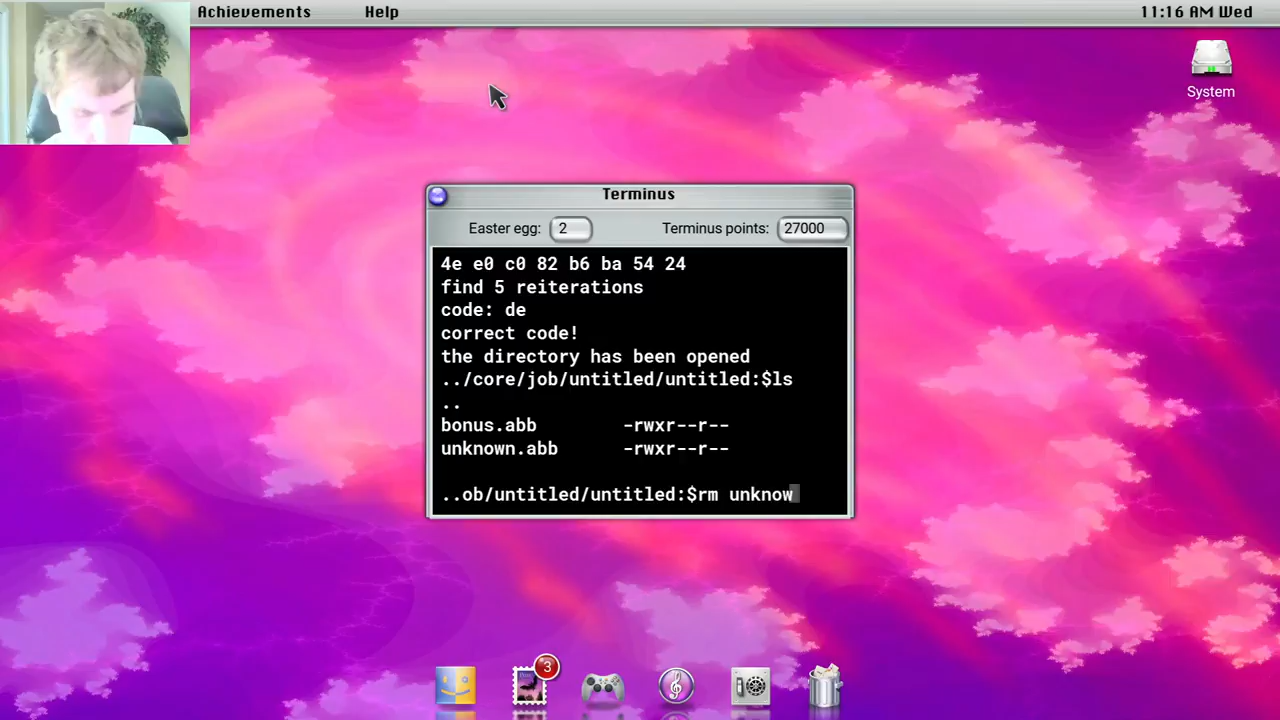 Achievements Help 11:16 AM Wed
System
Terminus
Easter egg: 2 Terminus points: 27000
4e e0 c0 82 b6 ba 54 24
find 5 reiterations
code: de
correct code!
the directory has been opened
../core/job/untitled/untitled:$ls
..
bonus.abb -rwxr--r--
unknown.abb -rwxr--r--
..ob/untitled/untitled:$rm unknow
3